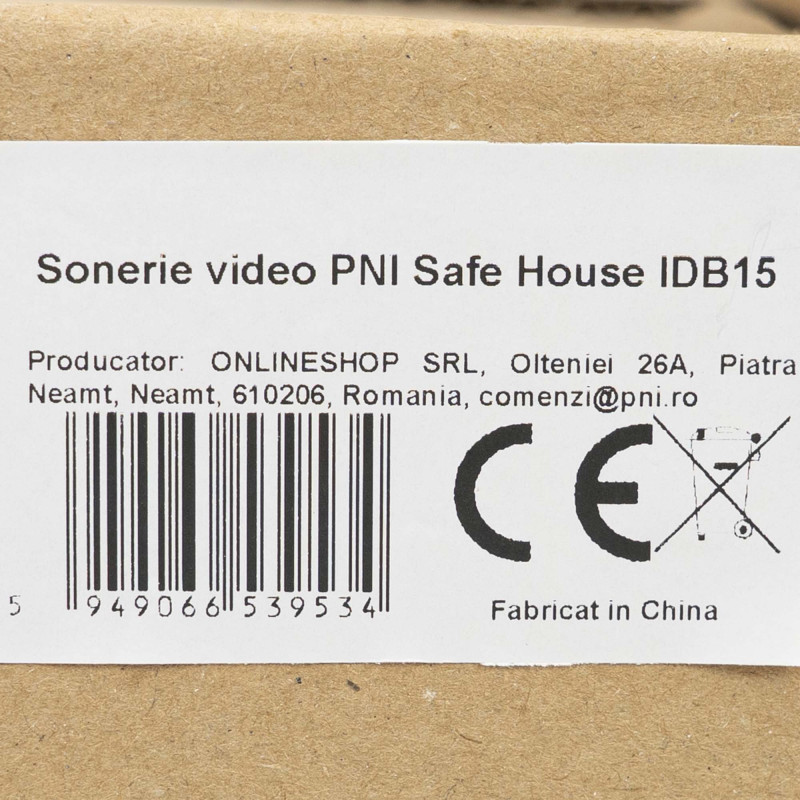 Sonerie video PNI Safe House IDB15
Producator: ONLINESHOP SRL, Olteniei 26A, Piatra
Neamt, Neamt, 610206, Romania, comenzi@pni.ro
CE
5 949066 539534
Fabricat in China